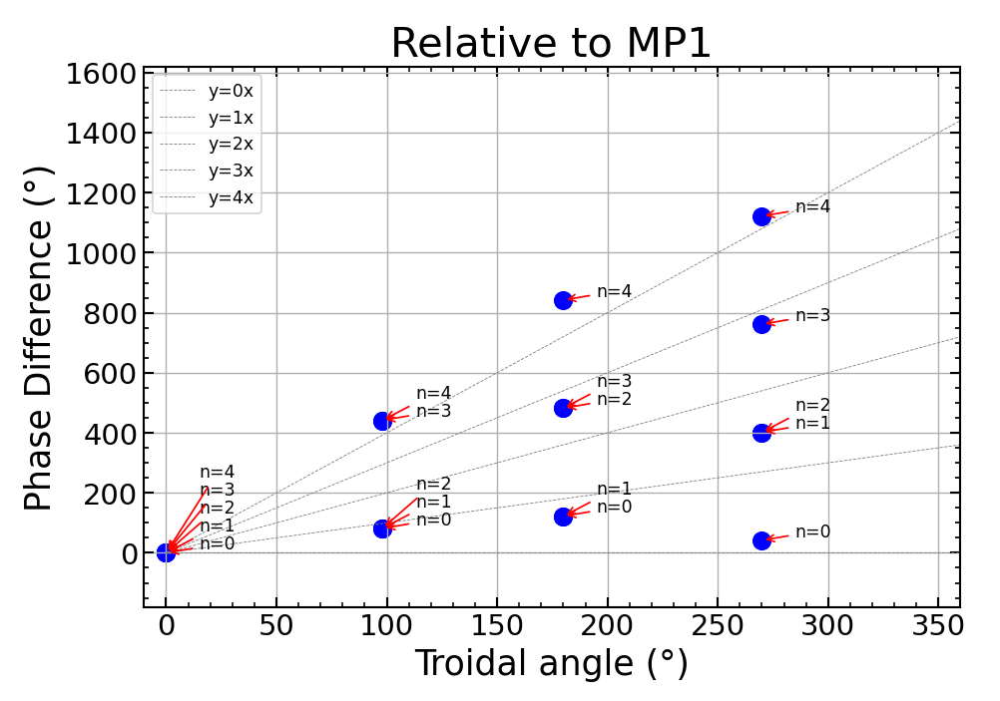 Relative to MP1
Phase Difference (°)
1600
1400
1200
1000
800
600
400
200
0
y=0x
y=1x
y=2x
y=3x
y=4x
n=4
n=3
n=2
n=1
n=0
n=4
n=3
n=2
n=1
n=0
n=4
n=3
n=2
n=1
n=0
n=4
n=3
n=2
n=1
n=0
0 50 100 150 200 250 300 350
Troidal angle (°)